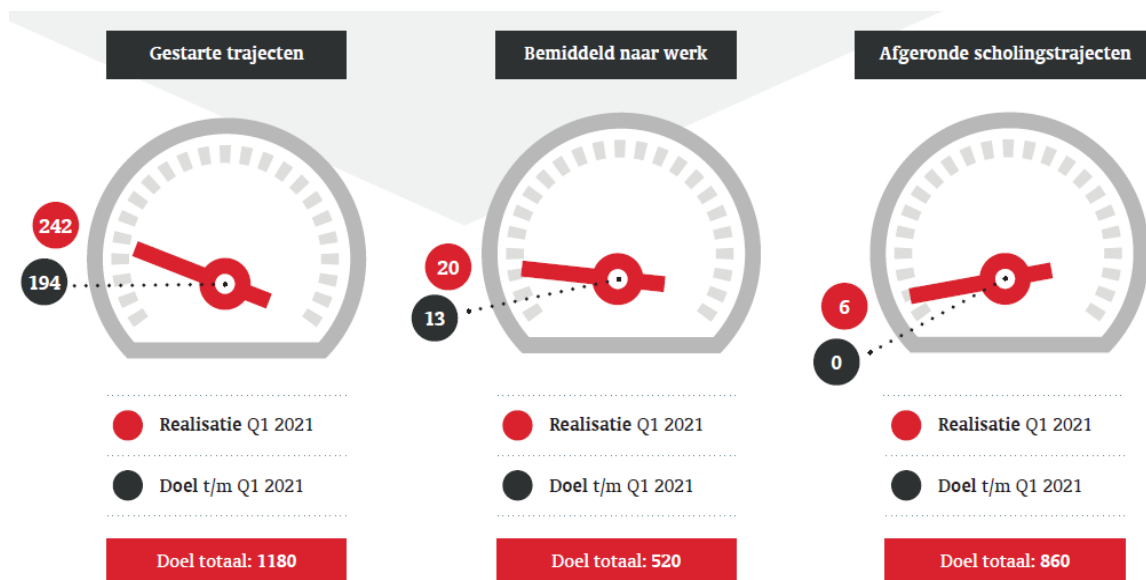 Gestarte trajecten
242
194
Realisatie Q1 2021
Doel t/m Q1 2021
Doel totaal: 1180
Bemiddeld naar werk
20
13
Realisatie Q1 2021
Doel t/m Q1 2021
Doel totaal: 520
Afgeronde scholingstrajecten
6
0
Realisatie Q1 2021
Doel t/m Q1 2021
Doel totaal: 860